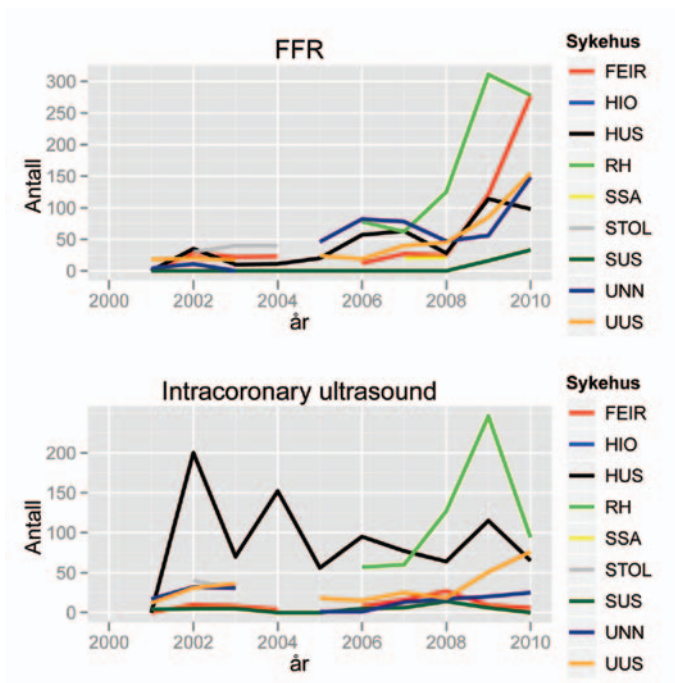 FFR
Sykehus
300
250
200
150
100
50
0
Antall
2000 2002 2004 2006 2008 2010
år
FEIR
HIO
HUS
RH
SSA
STOL
SUS
UNN
UUS
Intracoronary ultrasound
Sykehus
200
150
100
50
0
Antall
2000 2002 2004 2006 2008 2010
år
FEIR
HIO
HUS
RH
SSA
STOL
SUS
UNN
UUS